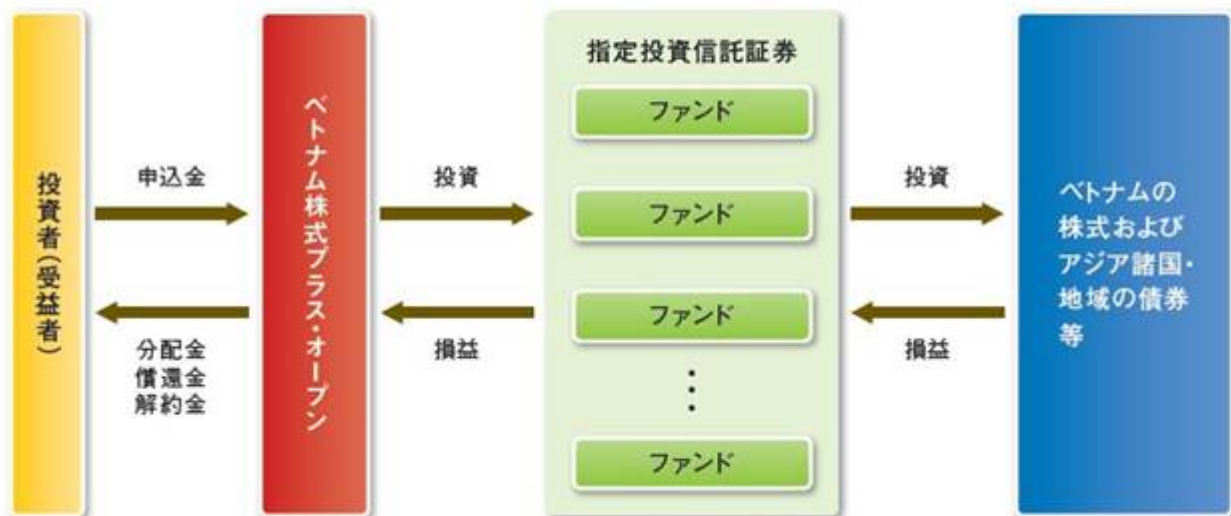 投資者(受益者)
申込金
分配金
償還金
解約金
ベトナム株式プラス・オープン
投資
損益
指定投資信託証券
ファンド
ファンド
ファンド
ファンド
投資
損益
ベトナムの
株式および
アジア諸国・
地域の債券
等